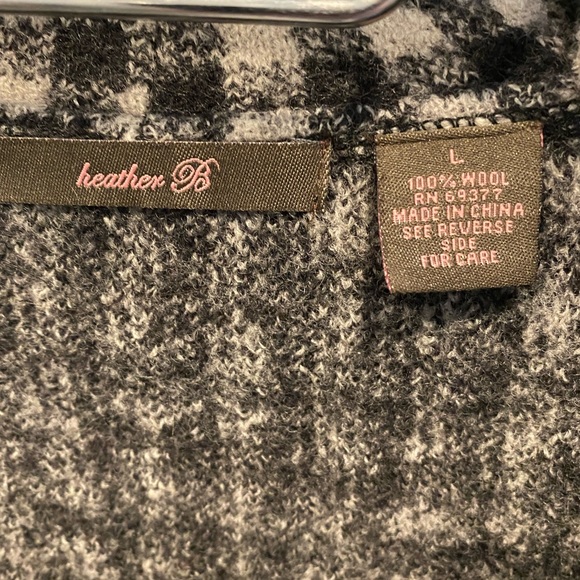 heather B
L
100% WOOL
RN 69377
MADE IN CHINA
SEE REVERSE
SIDE
FOR CARE